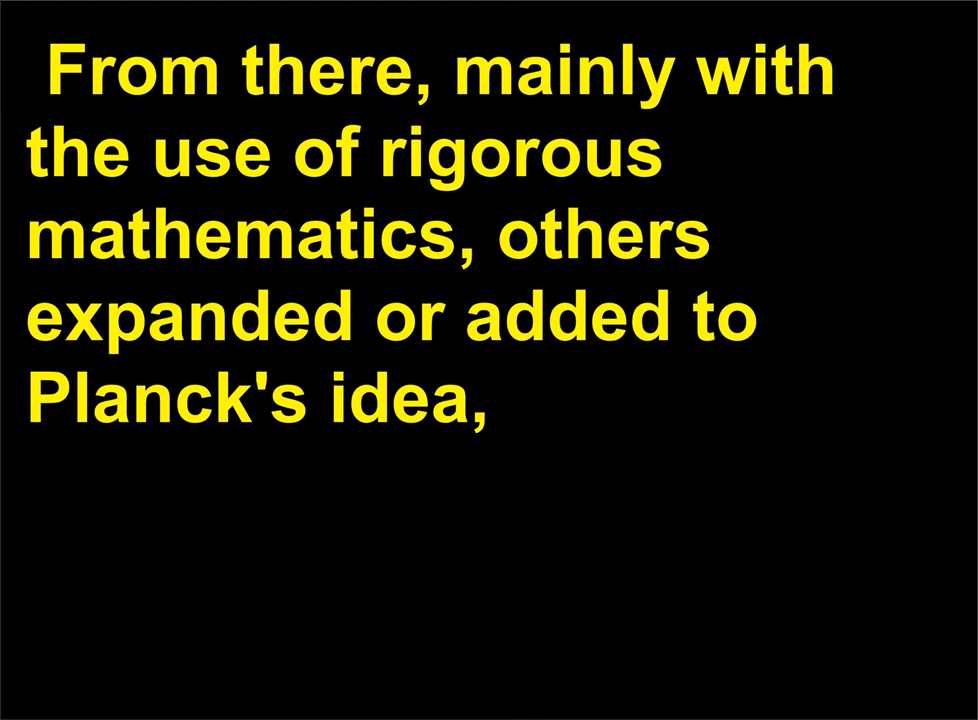 From there, mainly with
the use of rigorous
mathematics, others
expanded or added to
Planck's idea,